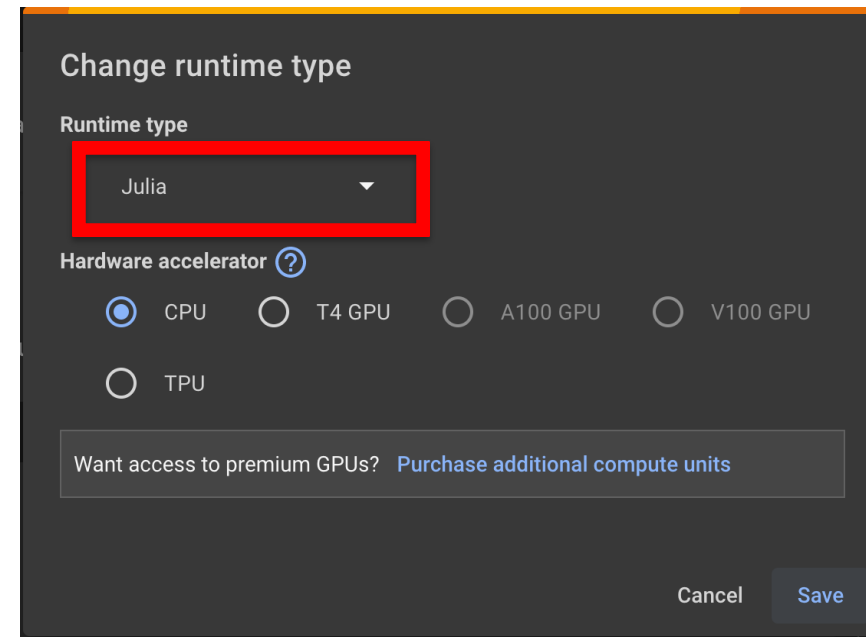 Change runtime type
Runtime type
Julia
Hardware accelerator
CPU T4 GPU A100 GPU V100 GPU
TPU
Want access to premium GPUs? Purchase additional compute units
Cancel Save